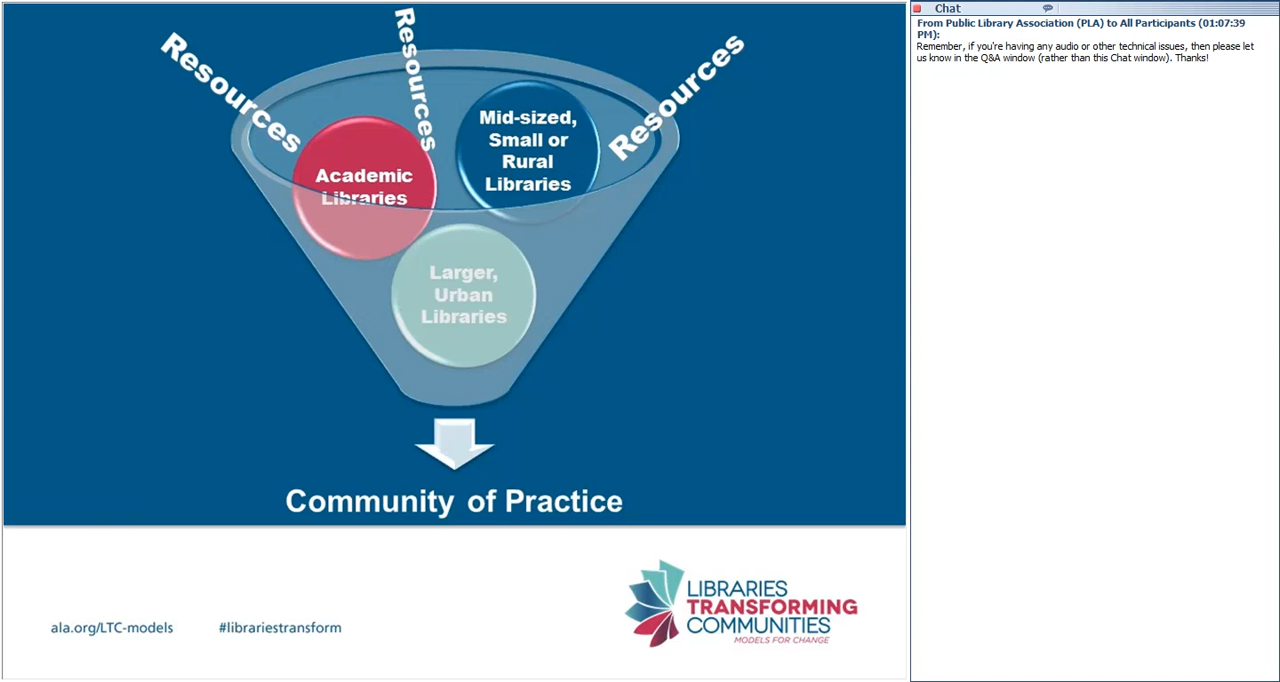 Resources
Resources
Resources
Academic
Libraries
Mid-sized,
Small or
Rural
Libraries
Larger,
Urban
Libraries
Community of Practice
ala.org/LTC-models
#librariestransform
LIBRARIES
TRANSFORMING
COMMUNITIES
MODELS FOR CHANGE
Chat
From Public Library Association (PLA) to All Participants (01:07:39
PM):
Remember, if you're having any audio or other technical issues, then please let
us know in the Q&A window (rather than this Chat window). Thanks!